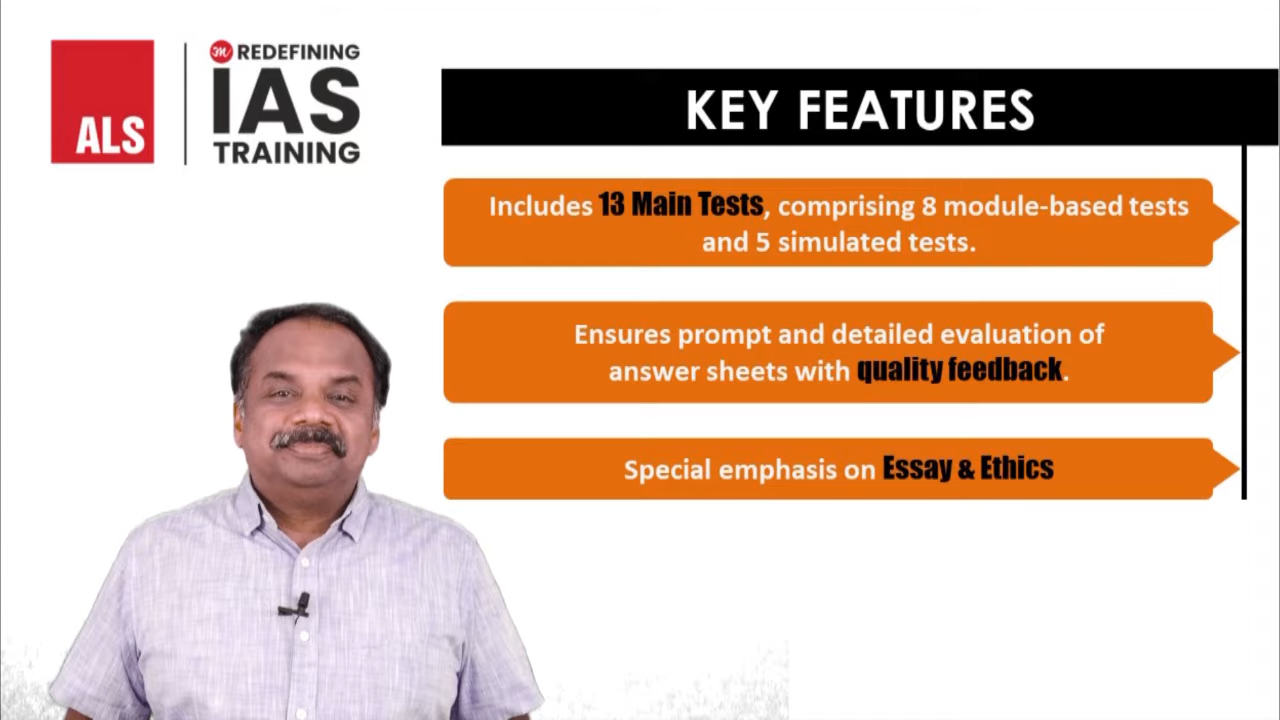 ALS
REDEFINING
IAS
TRAINING
KEY FEATURES
Includes 13 Main Tests, comprising 8 module-based tests
and 5 simulated tests.
Ensures prompt and detailed evaluation of
answer sheets with quality feedback.
Special emphasis on Essay & Ethics